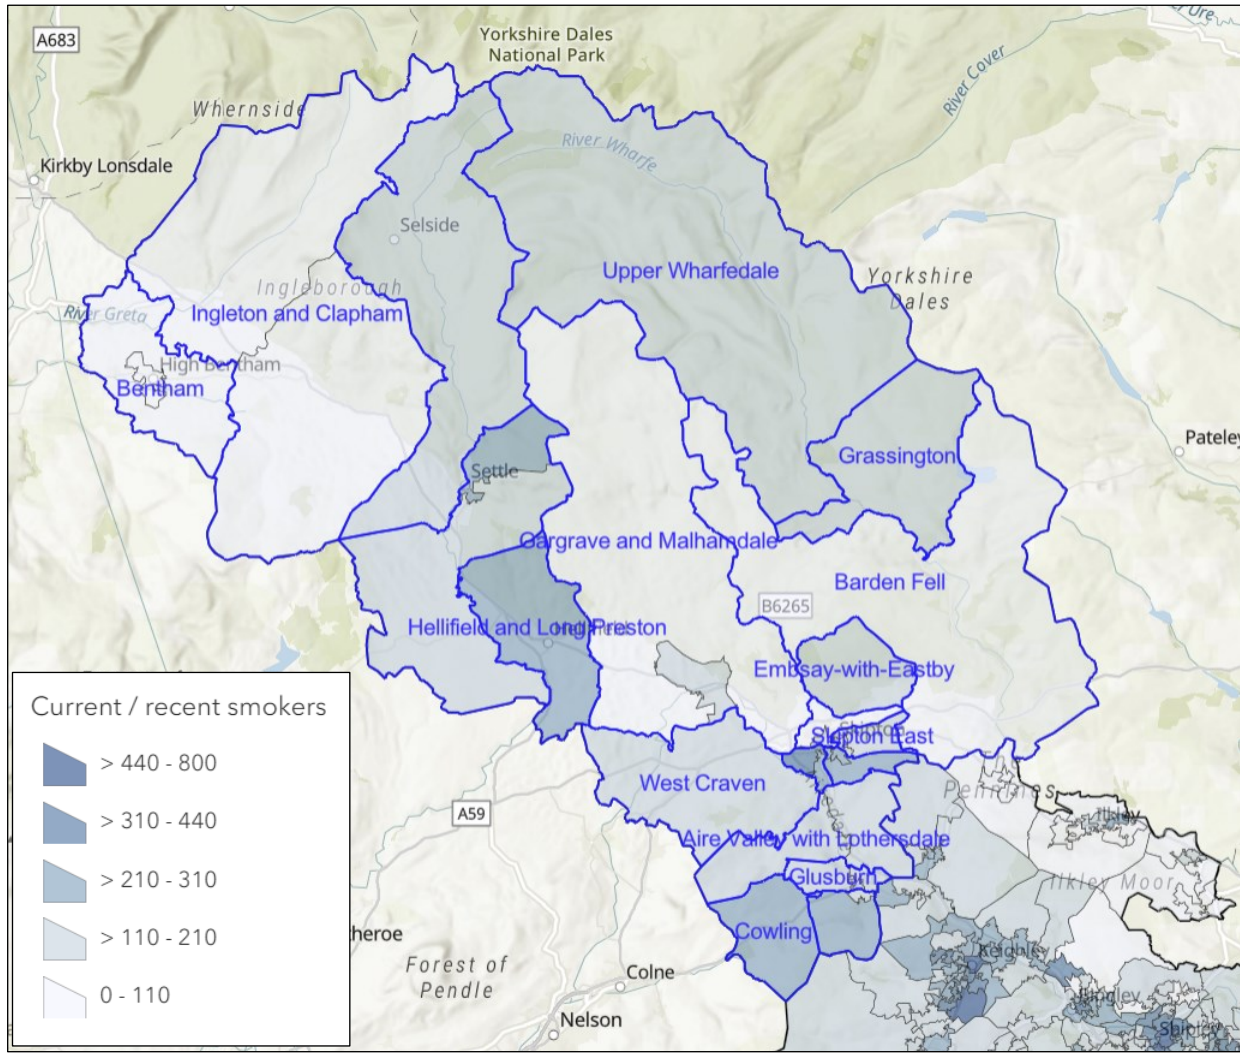 Ure
A683
Yorkshire Dales
National Park
River Cover
Whernside
River Wharfe
Kirkby Lonsdale
Selside
Upper Wharfedale
Yorkshire
Dales
Ingleborough
River Greta
Ingleton and Clapham
High Bentham
Bentham
Pateley
Grassington
Settle
Gargrave and Malhamdale
Barden Fell
B6265
Hellifield and Long Preston
Embsay-with-Eastby
Skipton East
West Craven
Pennines
A59
Ilkley
Aire Valley with Lothersdale
Glusburn
Ilkley Moor
Cowling
theroe
Forest of
Pendle
Keighley
Colne
Bingley
Nelson
Shipley
Current / recent smokers
> 440 - 800
> 310 - 440
> 210 - 310
> 110 - 210
0 - 110